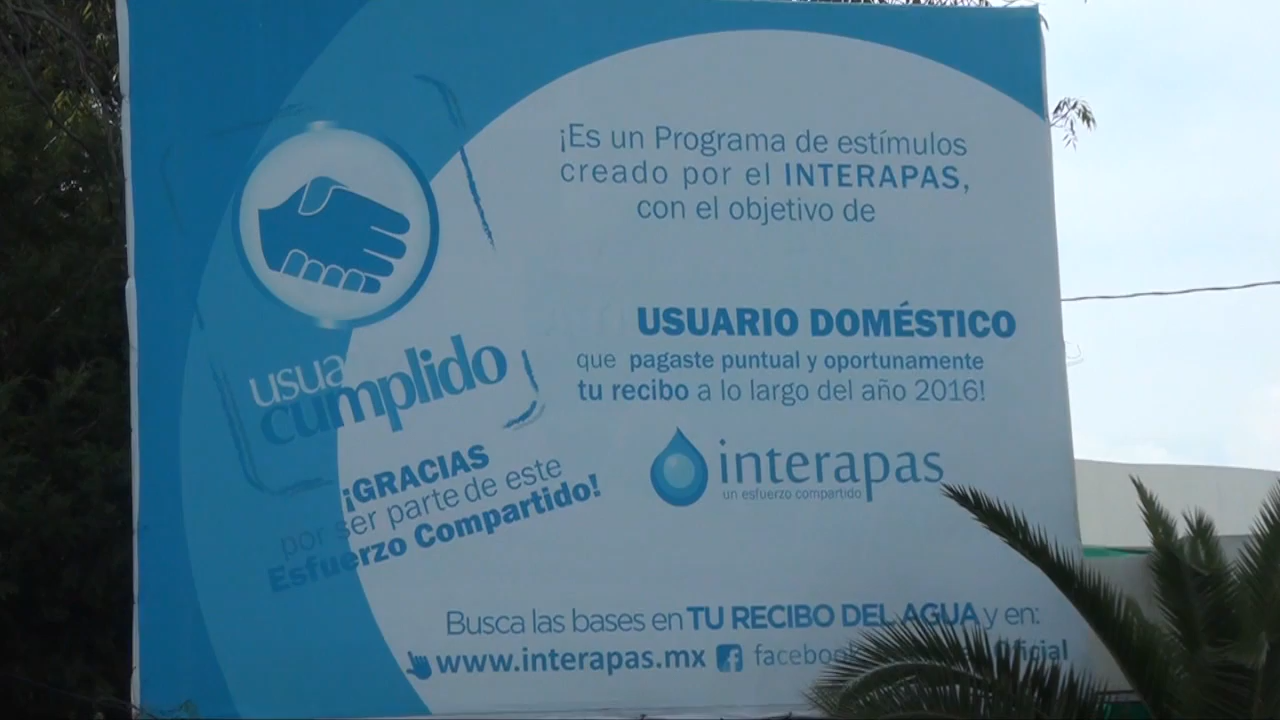 ¡Es un Programa de estímulos
creado por el INTERAPAS,
con el objetivo de
USUARIO DOMÉSTICO
que pagaste puntual y oportunamente
tu recibo a lo largo del año 2016!
usua
cumplido
¡GRACIAS
por ser parte de este
Esfuerzo Compartido!
interapas
un esfuerzo compartido
Busca las bases en TU RECIBO DEL AGUA y en:
www.interapas.mx